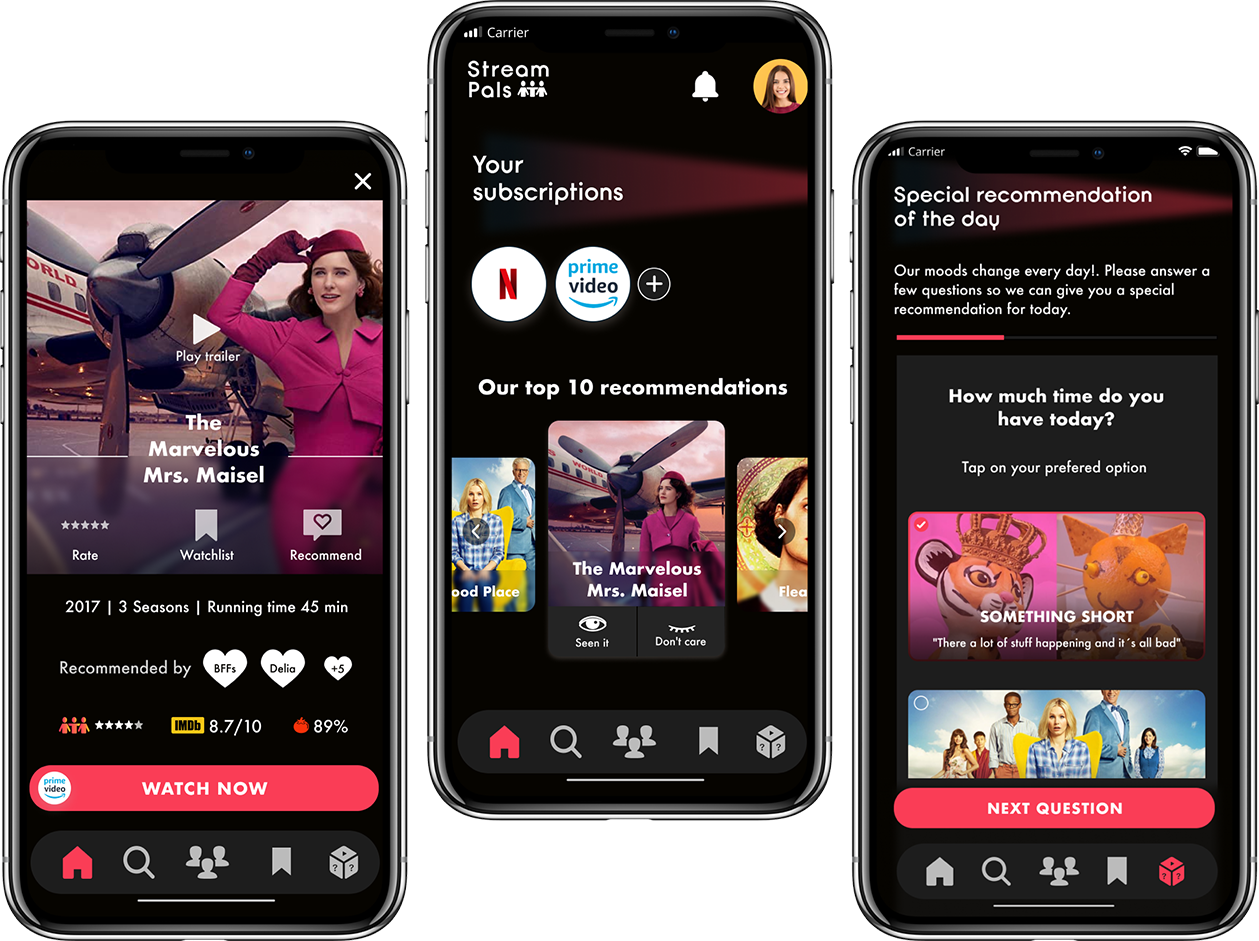 WORLD
Play trailer
The
Marvelous
Mrs. Maisel
Rate
Watchlist
Recommend
2017 | 3 Seasons | Running time 45 min
Recommended by
BFFs
Delia
+5
IMDb 8.7/10
89%
prime
video
WATCH NOW
? ?
Carrier
Stream
Pals
Your
subscriptions
N
prime
video
Our top 10 recommendations
WORLD
ood Place
The Marvelous
Mrs. Maisel
Flea
Seen it
Don't care
? ?
Carrier
Special recommendation
of the day
Our moods change every day!. Please answer a
few questions so we can give you a special
recommendation for today.
How much time do you
have today?
Tap on your prefered option
SOMETHING SHORT
"There a lot of stuff happening and it´s all bad"
NEXT QUESTION
? ?